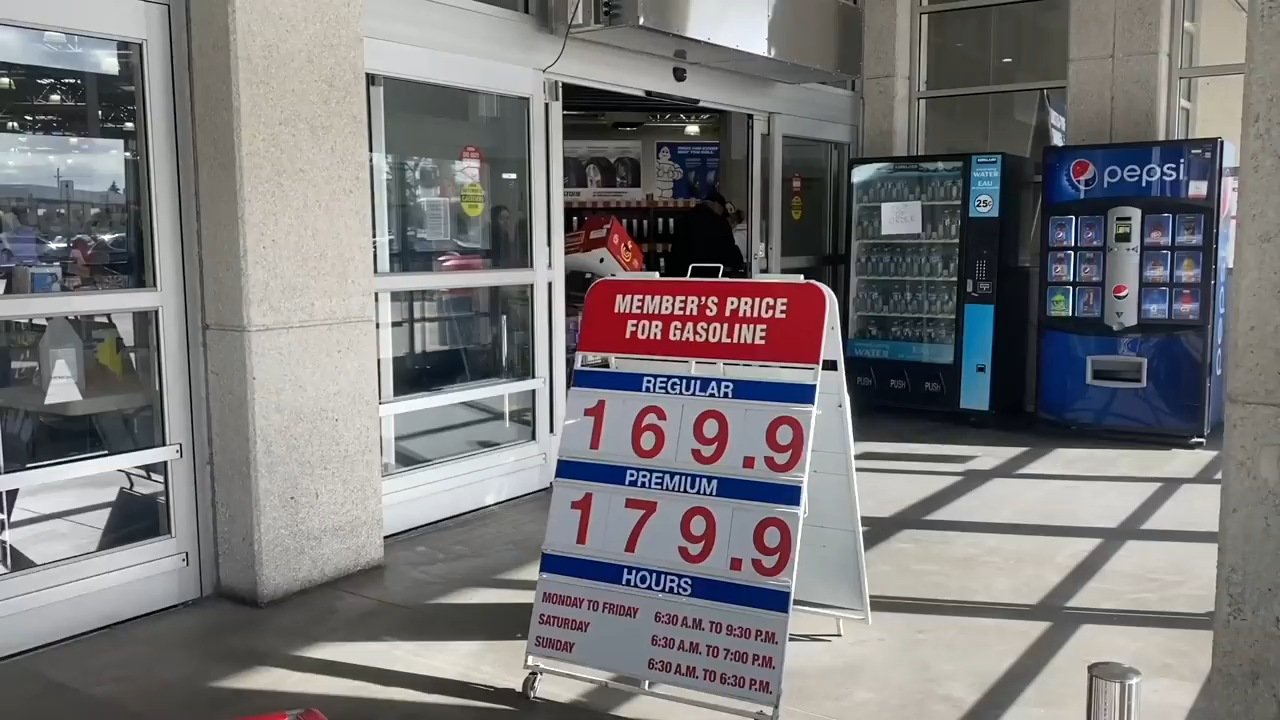 MEMBER'S PRICE
FOR GASOLINE
REGULAR
169.9
PREMIUM
179.9
HOURS
MONDAY TO FRIDAY 6:30 A.M. TO 9:30 P.M.
SATURDAY 6:30 A.M. TO 7:00 P.M.
SUNDAY 6:30 A.M. TO 6:30 P.M.
WATER
EAU
25¢
WATER
PUSH PUSH PUSH
pepsi